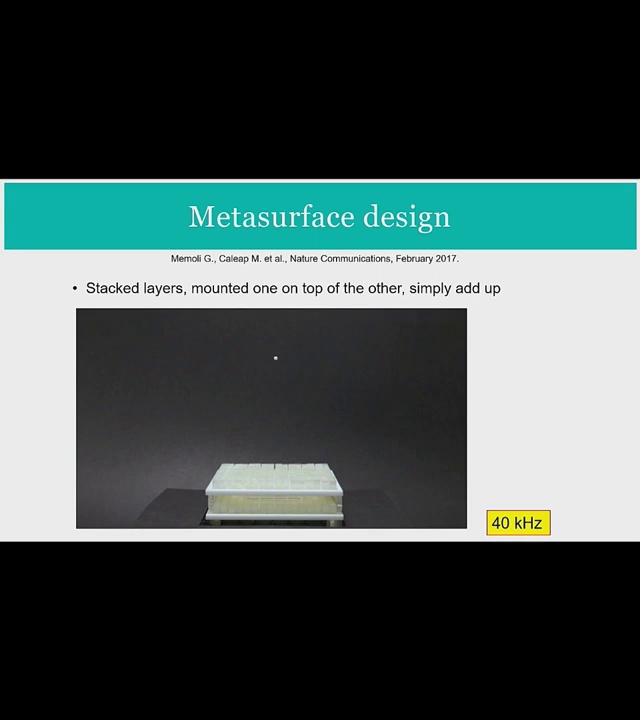 Metasurface design
Memoli G., Caleap M. et al., Nature Communications, February 2017.
• Stacked layers, mounted one on top of the other, simply add up
40 kHz